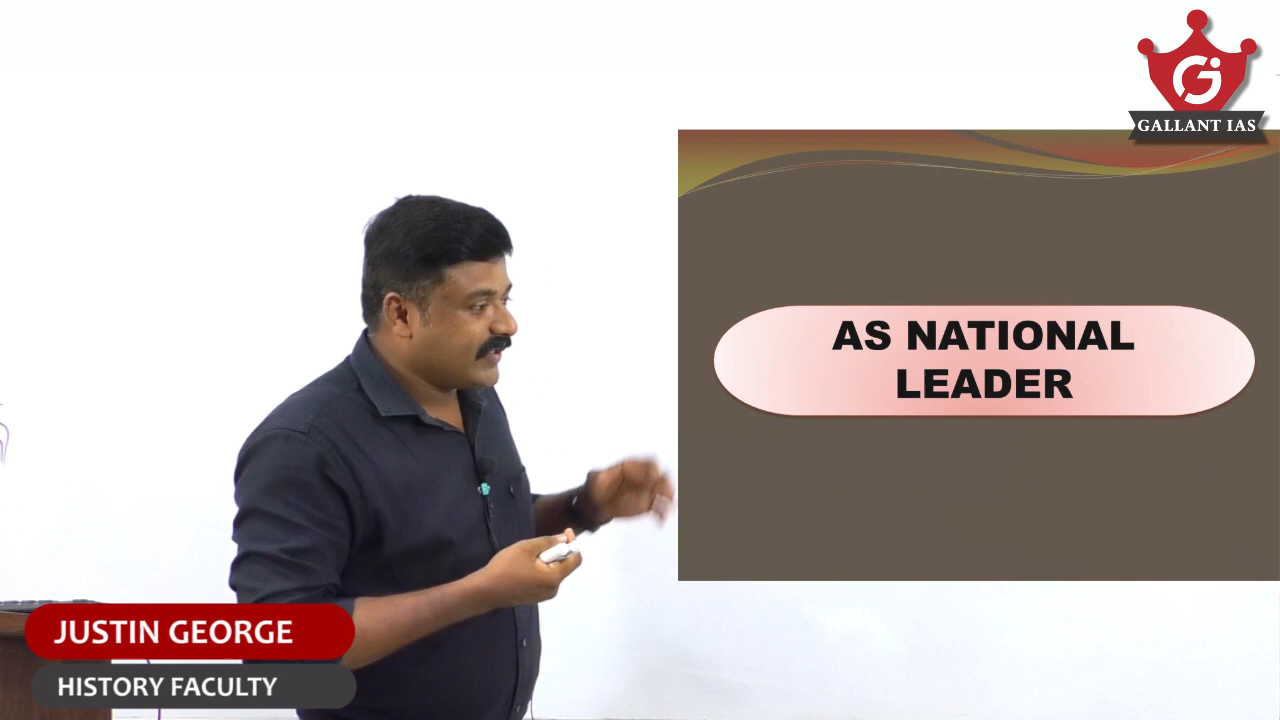 GALLANT IAS
AS NATIONAL
LEADER
JUSTIN GEORGE
HISTORY FACULTY